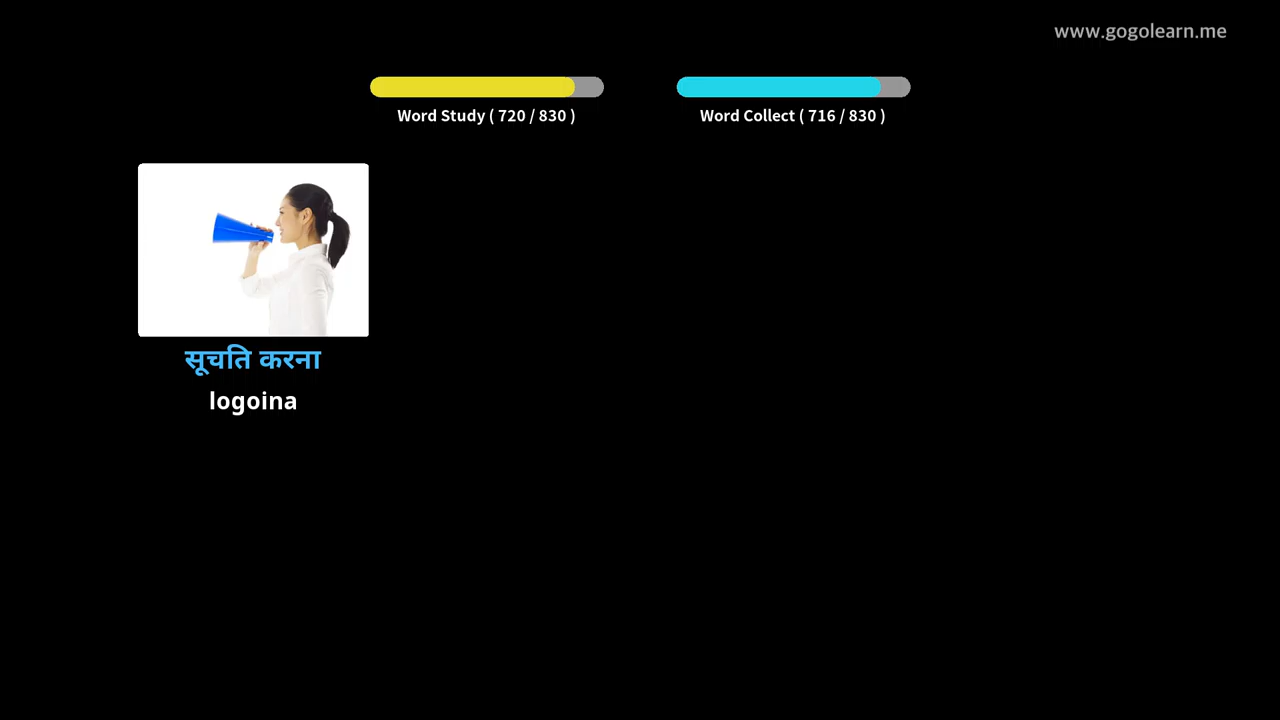 www.gogolearn.me
Word Study ( 720 / 830 )
Word Collect ( 716 / 830 )
सूचति करना
logoina